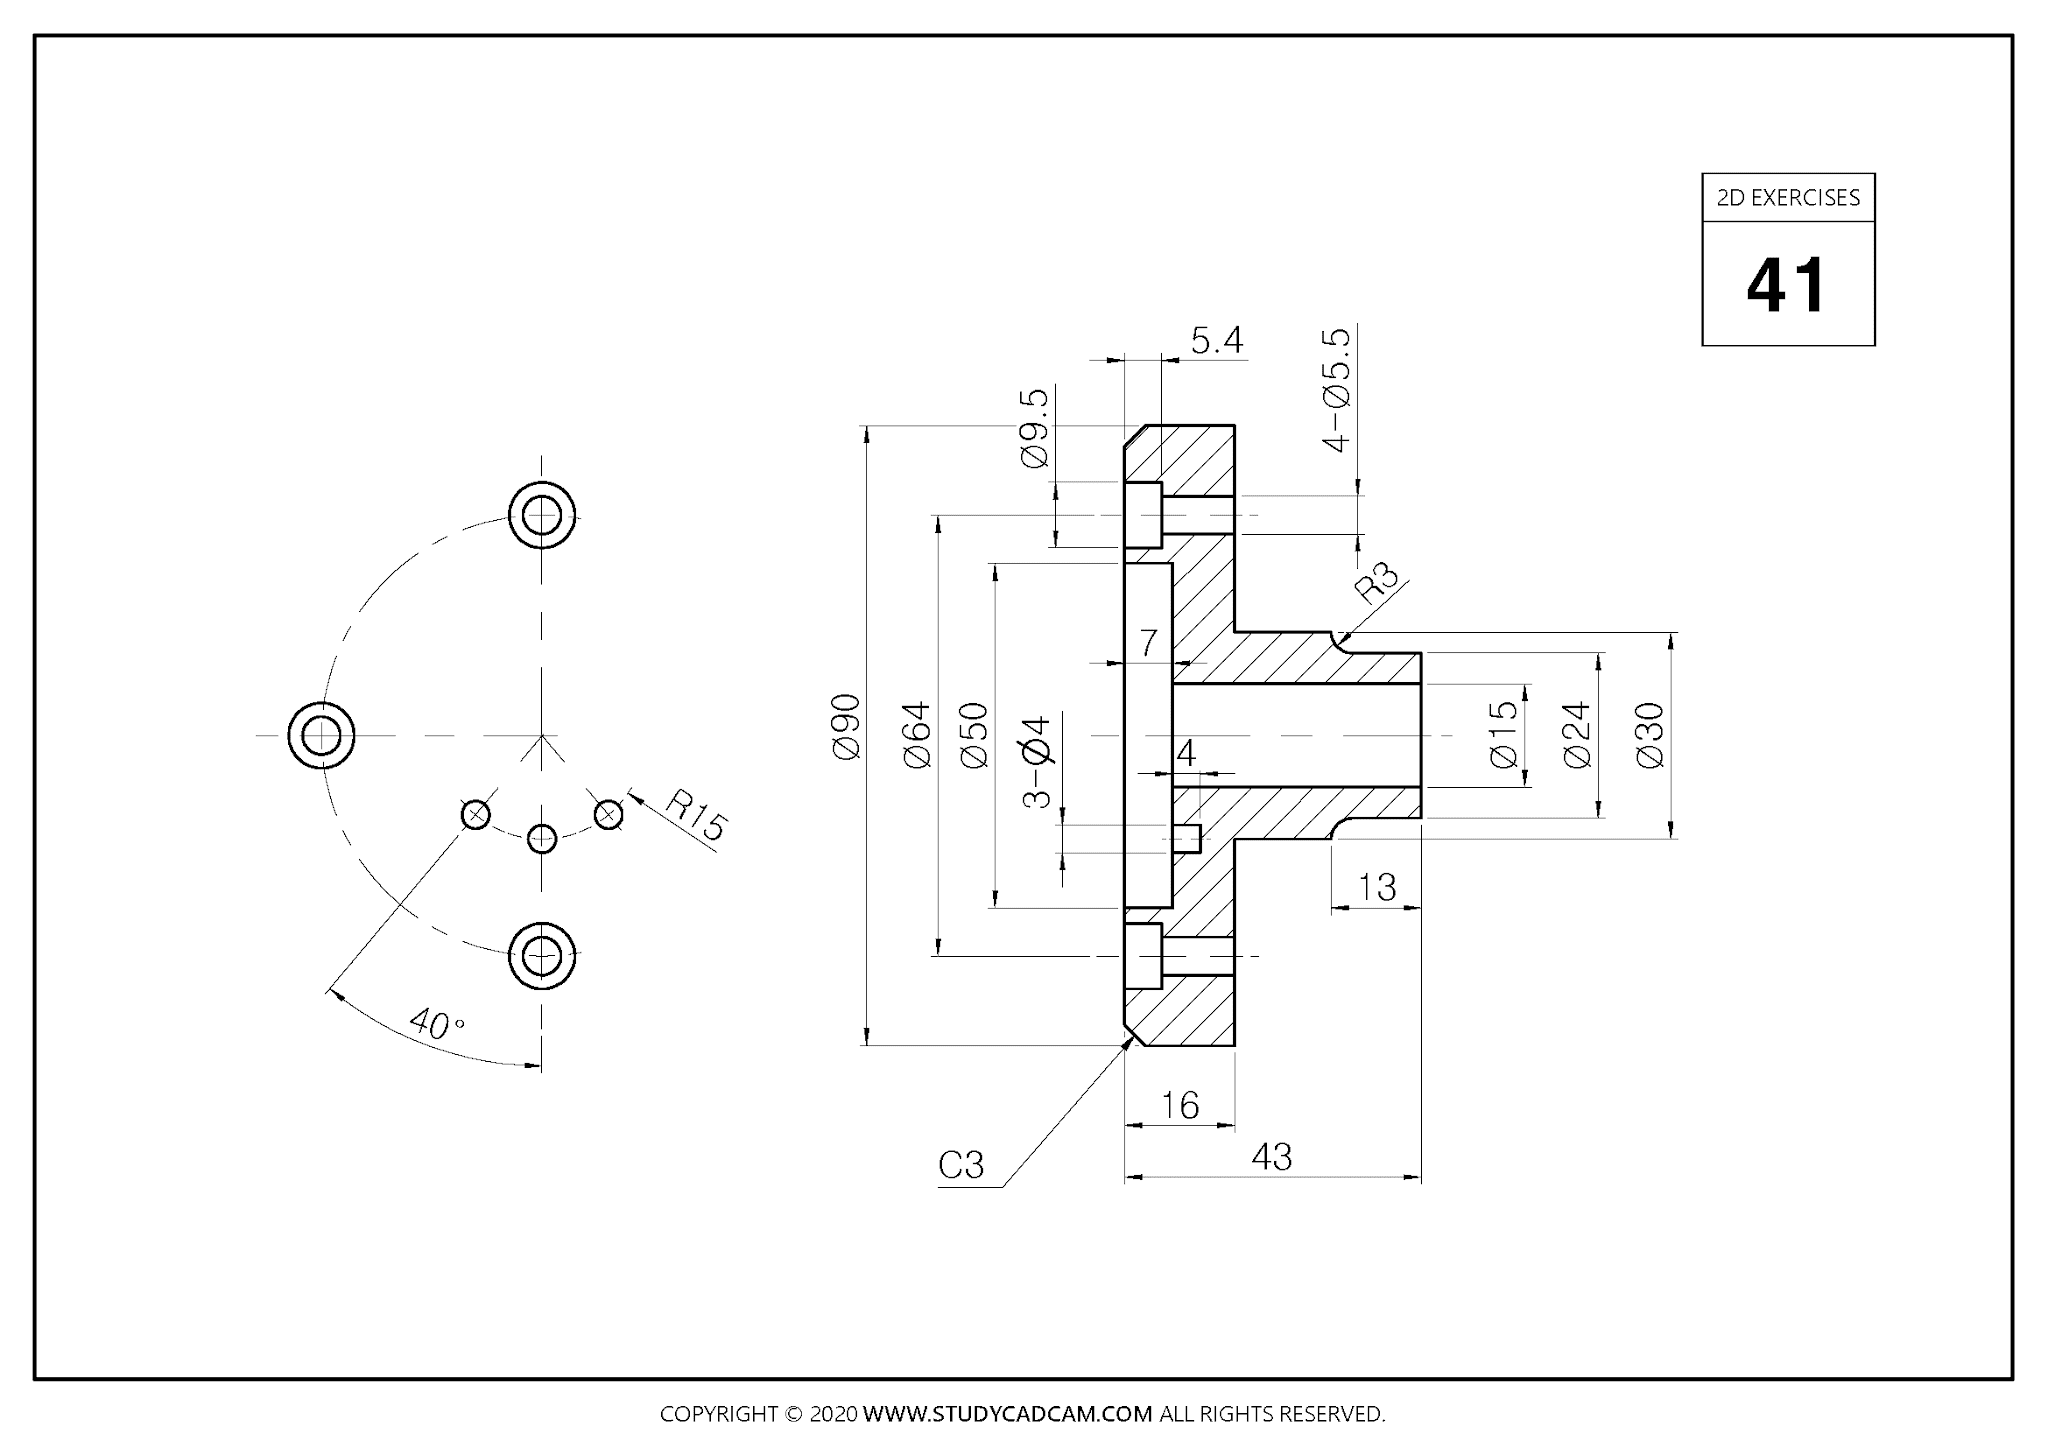 2D EXERCISES
41
5.4
4-Ø5.5
Ø9.5
R3
7
Ø90
Ø64
Ø50
3-Ø4
4
Ø15
Ø24
Ø30
R15
13
40°
16
43
C3
COPYRIGHT © 2020 WWW.STUDYCADCAM.COM ALL RIGHTS RESERVED.